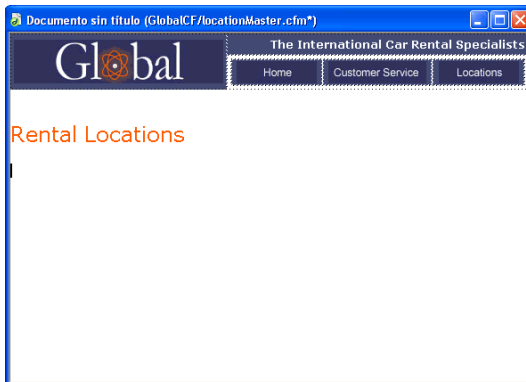 Documento sin título (GlobalCF/locationMaster.cfm*)
Global
The International Car Rental Specialists
Home
Customer Service
Locations
Rental Locations